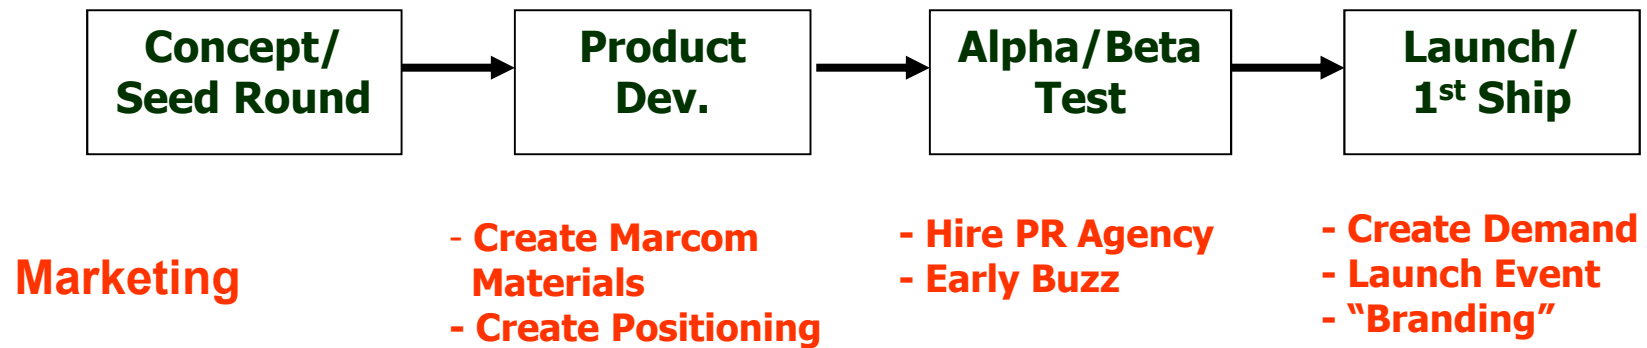 Concept/
Seed Round
Product
Dev.
Alpha/Beta
Test
Launch/
1st Ship
Marketing
- Create Marcom
Materials
- Create Positioning
- Hire PR Agency
- Early Buzz
- Create Demand
- Launch Event
- “Branding”